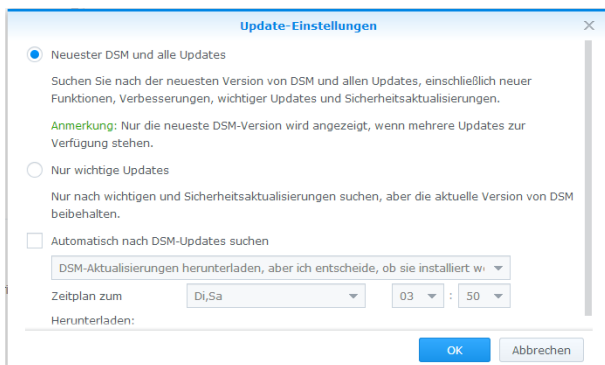 Update-Einstellungen
Neuester DSM und alle Updates
Suchen Sie nach der neuesten Version von DSM und allen Updates, einschließlich neuer
Funktionen, Verbesserungen, wichtiger Updates und Sicherheitsaktualisierungen.
Anmerkung: Nur die neueste DSM-Version wird angezeigt, wenn mehrere Updates zur
Verfügung stehen.
Nur wichtige Updates
Nur nach wichtigen und Sicherheitsaktualisierungen suchen, aber die aktuelle Version von DSM
beibehalten.
Automatisch nach DSM-Updates suchen
DSM-Aktualisierungen herunterladen, aber ich entscheide, ob sie installiert
Zeitplan zum Di,Sa 03 : 50
Herunterladen:
OK Abbrechen